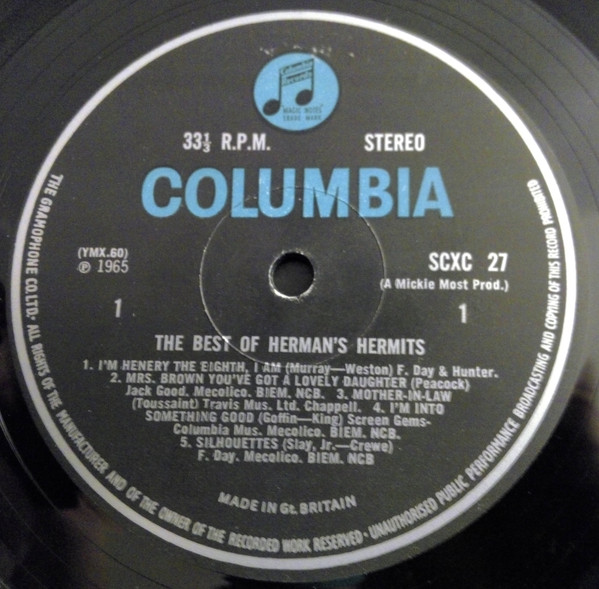 Columbia
Records
MAGIC NOTES
TRADE MARK
33⅓ R.P.M. STEREO
COLUMBIA
(YMX.60) SCXC 27
℗ 1965 (A Mickie Most Prod.)
1 1
THE BEST OF HERMAN'S HERMITS
1. I'M HENERY THE EIGHTH, I AM (Murray—Weston) F. Day & Hunter.
2. MRS. BROWN YOU'VE GOT A LOVELY DAUGHTER (Peacock)
Jack Good. Mecolico. BIEM. NCB. 3. MOTHER-IN-LAW
(Toussaint) Travis Mus. Ltd. Chappell. 4. I'M INTO
SOMETHING GOOD (Goffin—King) Screen Gems-
Columbia Mus. Mecolico. BIEM. NCB.
5. SILHOUETTES (Slay, Jr.—Crewe)
F. Day. Mecolico. BIEM. NCB
MADE IN Gt. BRITAIN
THE GRAMOPHONE CO. LTD. · ALL RIGHTS OF THE MANUFACTURER AND OF THE OWNER OF THE RECORDED WORK RESERVED · UNAUTHORISED PUBLIC PERFORMANCE BROADCASTING AND COPYING OF THIS RECORD PROHIBITED